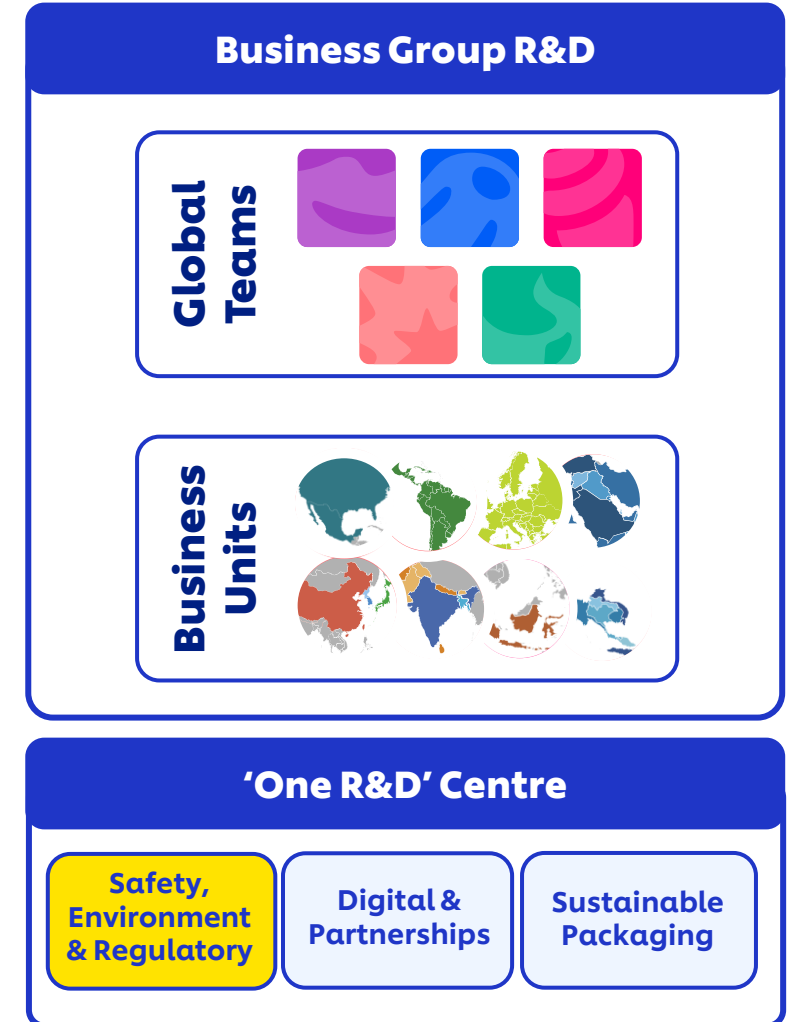 Business Group R&D
Global
Teams
Business
Units
‘One R&D’ Centre
Safety,
Environment
& Regulatory
Digital &
Partnerships
Sustainable
Packaging